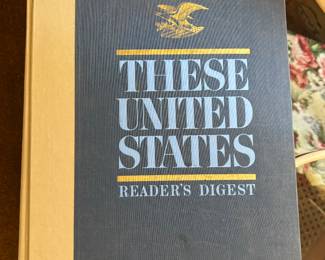 THESE
UNITED
STATES
READER'S DIGEST